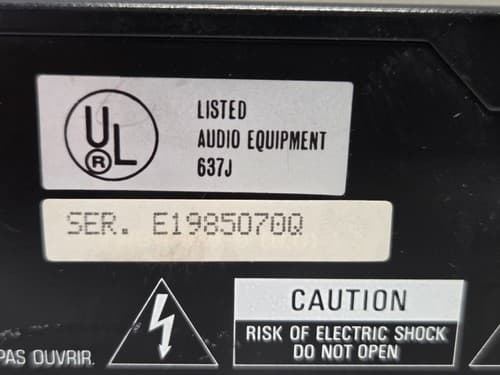 UL
®
LISTED
AUDIO EQUIPMENT
637J
SER. E1985070Q
PAS OUVRIR.
CAUTION
RISK OF ELECTRIC SHOCK
DO NOT OPEN